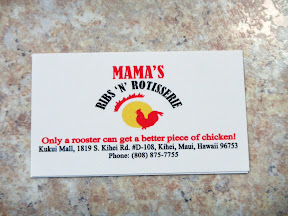 MAMA'S
RIBS 'N' ROTISSERIE
Only a rooster can get a better piece of chicken!
Kukui Mall, 1819 S. Kihei Rd. #D-108, Kihei, Maui, Hawaii 96753
Phone: (808) 875-7755